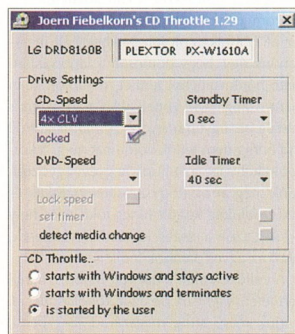 Joern Fiebelkorn's CD Throttle 1.29
LG DRD8160B
PLEXTOR PX-W1610A
Drive Settings
CD-Speed
Standby Timer
4x CLV
0 sec
locked
DVD-Speed
Idle Timer
40 sec
Lock speed
set timer
detect media change
CD Throttle..
starts with Windows and stays active
starts with Windows and terminates
is started by the user